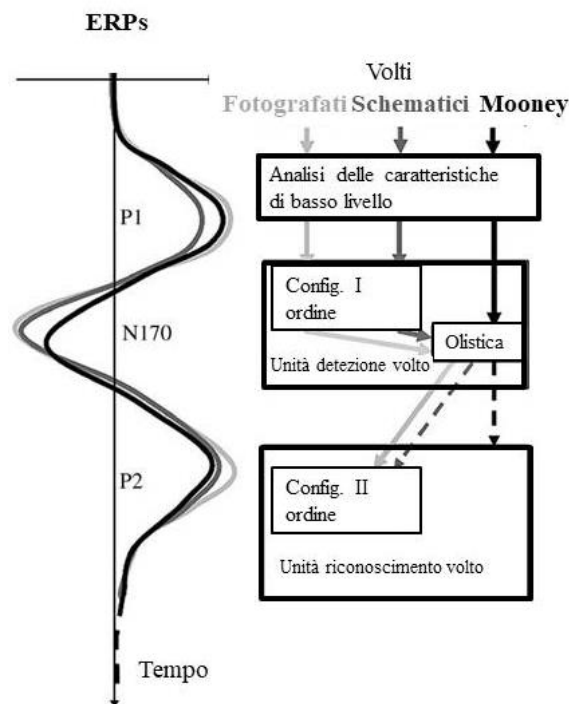 ERPs
Volti
Fotografati Schematici Mooney
Analisi delle caratteristiche
di basso livello
P1
Config. I
ordine
N170
Olistica
Unità detezione volto
P2
Config. II
ordine
Unità riconoscimento volto
Tempo